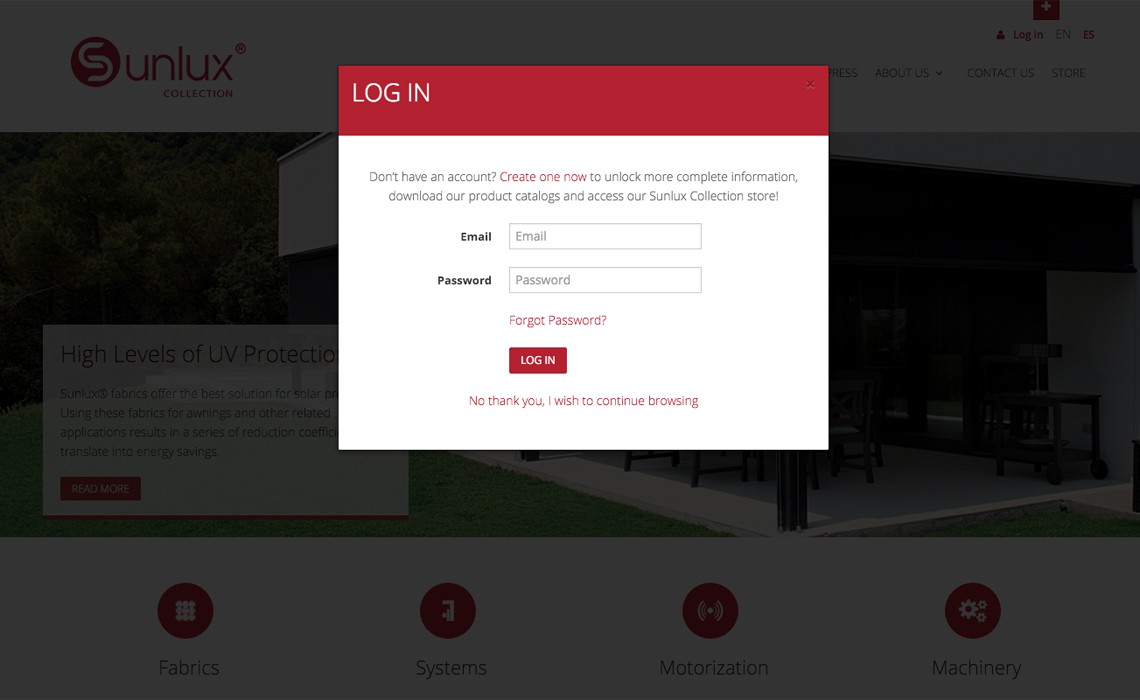 Log in EN ES
Sunlux®
COLLECTION
PRESS ABOUT US CONTACT US STORE
LOG IN
×
Don't have an account? Create one now to unlock more complete information,
download our product catalogs and access our Sunlux Collection store!
Email Email
Password Password
Forgot Password?
LOG IN
No thank you, I wish to continue browsing
High Levels of UV Protectio
Sunlux® fabrics offer the best solution for solar pr
Using these fabrics for awnings and other related
applications results in a series of reduction coeffici
translate into energy savings.
READ MORE
Fabrics Systems Motorization Machinery